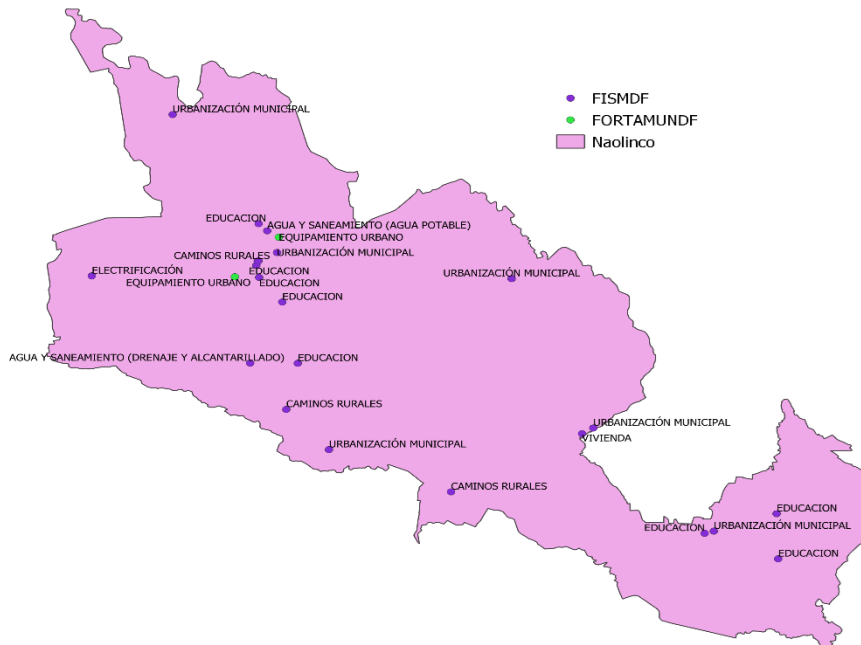 FISMDF
URBANIZACIÓN MUNICIPAL
FORTAMUNDF
Naolinco
EDUCACION
AGUA Y SANEAMIENTO (AGUA POTABLE)
EQUIPAMIENTO URBANO
CAMINOS RURALES
URBANIZACIÓN MUNICIPAL
ELECTRIFICACIÓN
EDUCACION
URBANIZACIÓN MUNICIPAL
EQUIPAMIENTO URBANO
EDUCACION
EDUCACION
AGUA Y SANEAMIENTO (DRENAJE Y ALCANTARILLADO)
EDUCACION
CAMINOS RURALES
URBANIZACIÓN MUNICIPAL
VIVIENDA
URBANIZACIÓN MUNICIPAL
CAMINOS RURALES
EDUCACION
EDUCACION
URBANIZACIÓN MUNICIPAL
EDUCACION